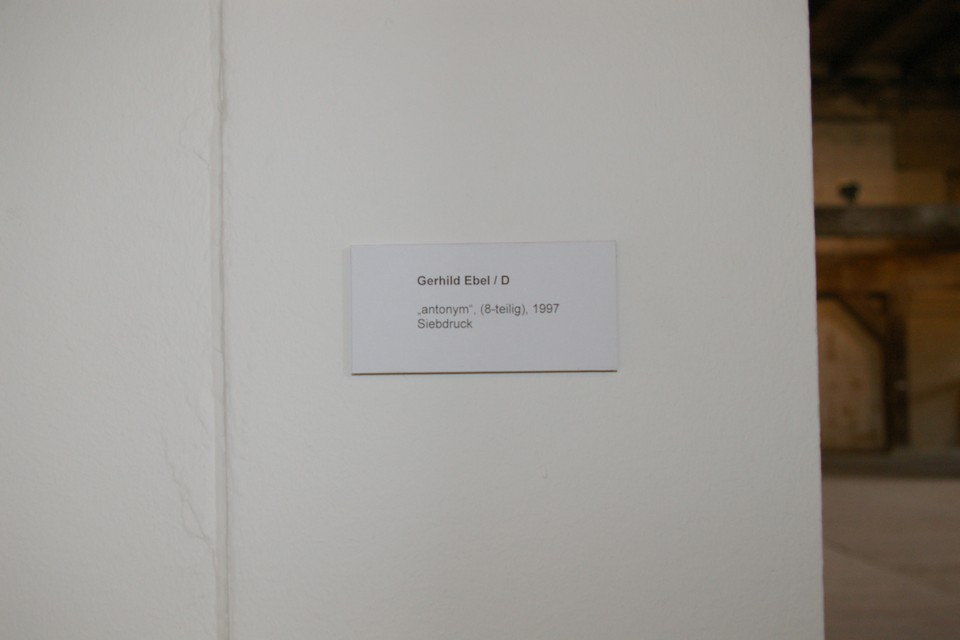 Gerhild Ebel / D
„antonym“, (8-teilig), 1997
Siebdruck